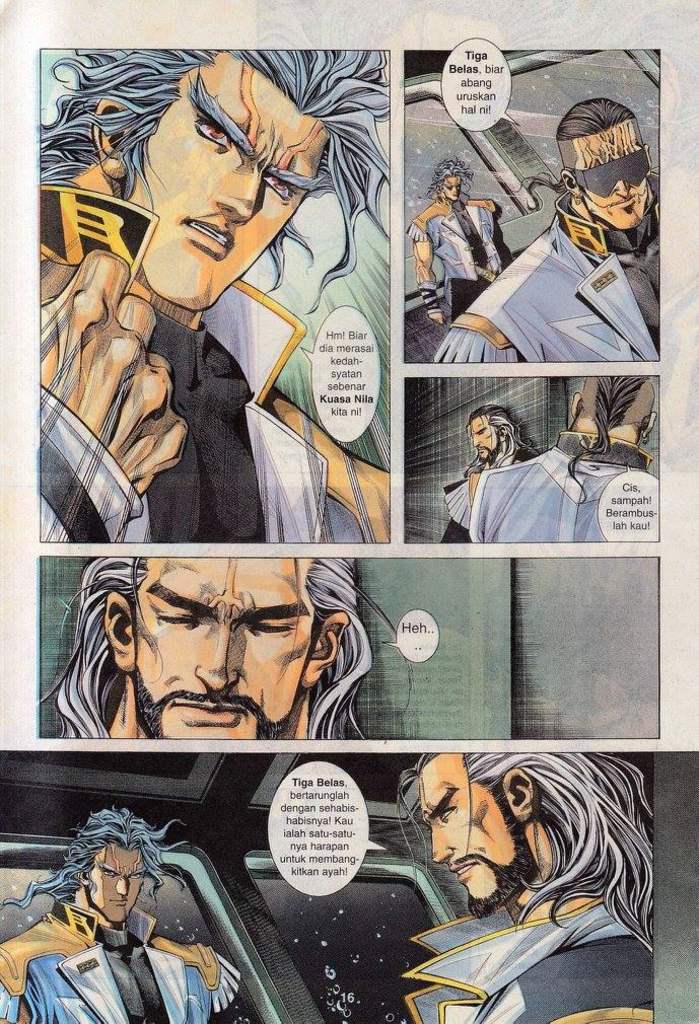 Hm! Biar
dia merasai
kedah-
syatan
sebenar
Kuasa Nila
kita ni!
Tiga
Belas, biar
abang
uruskan
hal ni!
Cis,
sampah!
Berambus-
lah kau!
Heh..
..
Tiga Belas,
bertarunglah
dengan sehabis-
habisnya! Kau
ialah satu-satu-
nya harapan
untuk membang-
kitkan ayah!
16